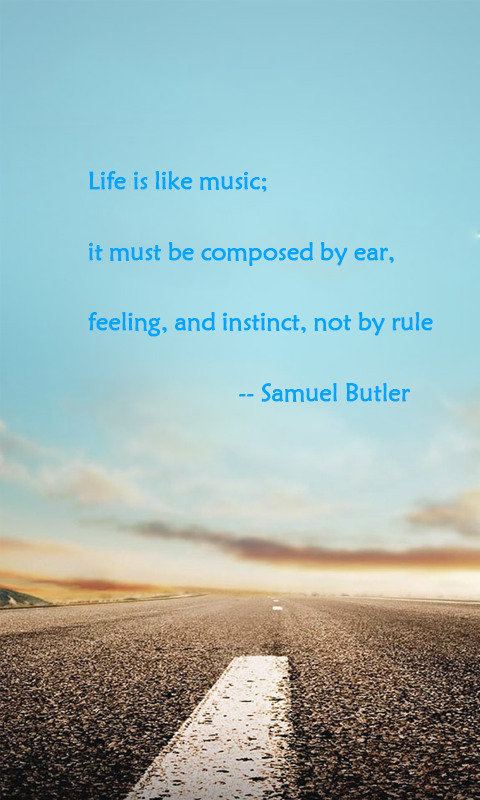 Life is like music;
it must be composed by ear,
feeling, and instinct, not by rule
-- Samuel Butler